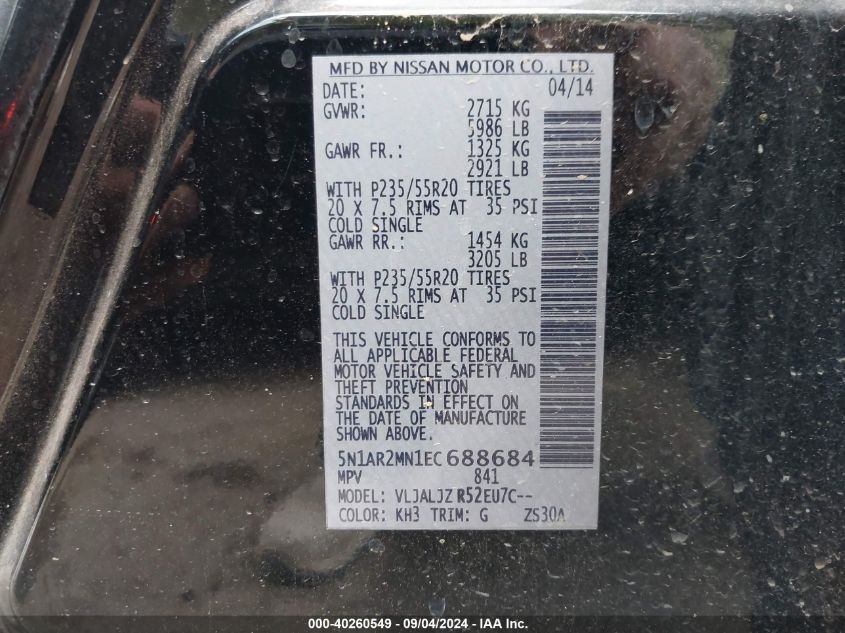 MFD BY NISSAN MOTOR CO., LTD.
DATE: 04/14
GVWR: 2715 KG
5986 LB
GAWR FR.: 1325 KG
2921 LB
WITH P235/55R20 TIRES
20 X 7.5 RIMS AT 35 PSI
COLD SINGLE
GAWR RR.: 1454 KG
3205 LB
WITH P235/55R20 TIRES
20 X 7.5 RIMS AT 35 PSI
COLD SINGLE
THIS VEHICLE CONFORMS TO
ALL APPLICABLE FEDERAL
MOTOR VEHICLE SAFETY AND
THEFT PREVENTION
STANDARDS IN EFFECT ON
THE DATE OF MANUFACTURE
SHOWN ABOVE.
5N1AR2MN1EC688684
MPV 841
MODEL: VLJALJZ R52EU7C--
COLOR: KH3 TRIM: G ZS30A
000-40260549 - 09/04/2024 - COPYRIGHT IAA, LLC.